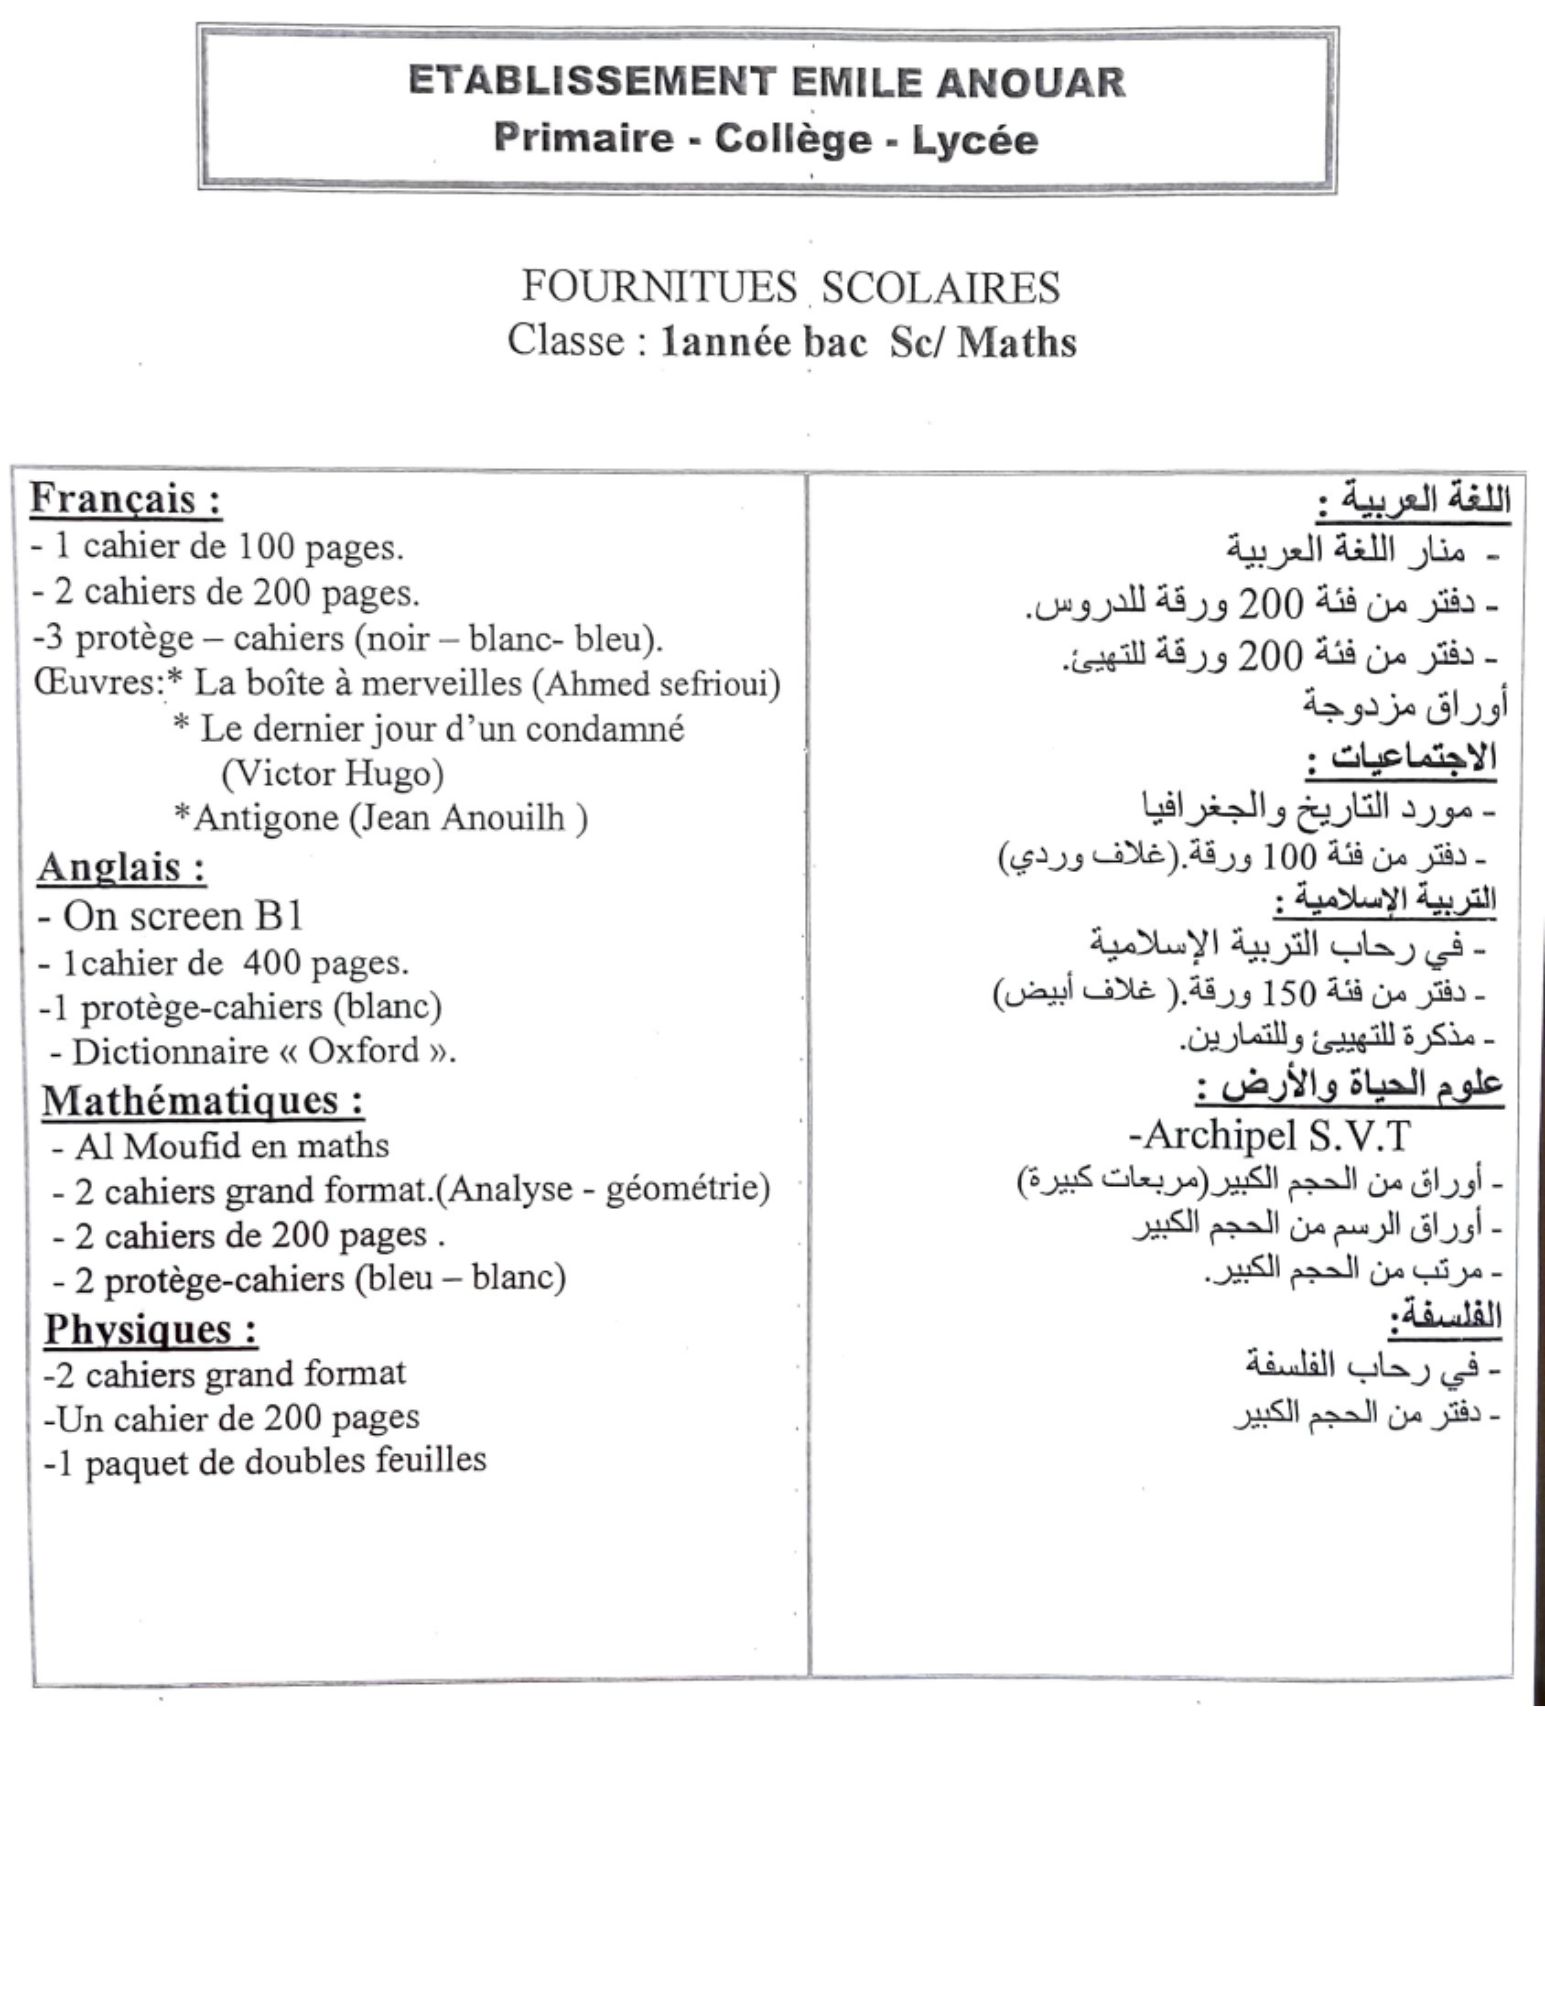 ETABLISSEMENT EMILE ANOUAR
Primaire - Collège - Lycée
FOURNITUES SCOLAIRES
Classe : 1année bac Sc/ Maths
Français :
- 1 cahier de 100 pages.
- 2 cahiers de 200 pages.
-3 protège – cahiers (noir – blanc- bleu).
Œuvres:* La boîte à merveilles (Ahmed sefrioui)
* Le dernier jour d’un condamné
(Victor Hugo)
*Antigone (Jean Anouilh )
Anglais :
- On screen B1
- 1cahier de 400 pages.
-1 protège-cahiers (blanc)
- Dictionnaire « Oxford ».
Mathématiques :
- Al Moufid en maths
- 2 cahiers grand format.(Analyse - géométrie)
- 2 cahiers de 200 pages .
- 2 protège-cahiers (bleu – blanc)
Physiques :
-2 cahiers grand format
-Un cahier de 200 pages
-1 paquet de doubles feuilles
اللغة العربية :
- منار اللغة العربية
- دفتر من فئة 200 ورقة للدروس.
- دفتر من فئة 200 ورقة للتهيئ.
أوراق مزدوجة
الاجتماعيات :
- مورد التاريخ والجغرافيا
- دفتر من فئة 100 ورقة.(غلاف وردي)
التربية الإسلامية :
- في رحاب التربية الإسلامية
- دفتر من فئة 150 ورقة.( غلاف أبيض)
- مذكرة للتهييئ وللتمارين.
علوم الحياة والأرض :
-Archipel S.V.T
- أوراق من الحجم الكبير(مربعات كبيرة)
- أوراق الرسم من الحجم الكبير
- مرتب من الحجم الكبير.
الفلسفة:
- في رحاب الفلسفة
- دفتر من الحجم الكبير